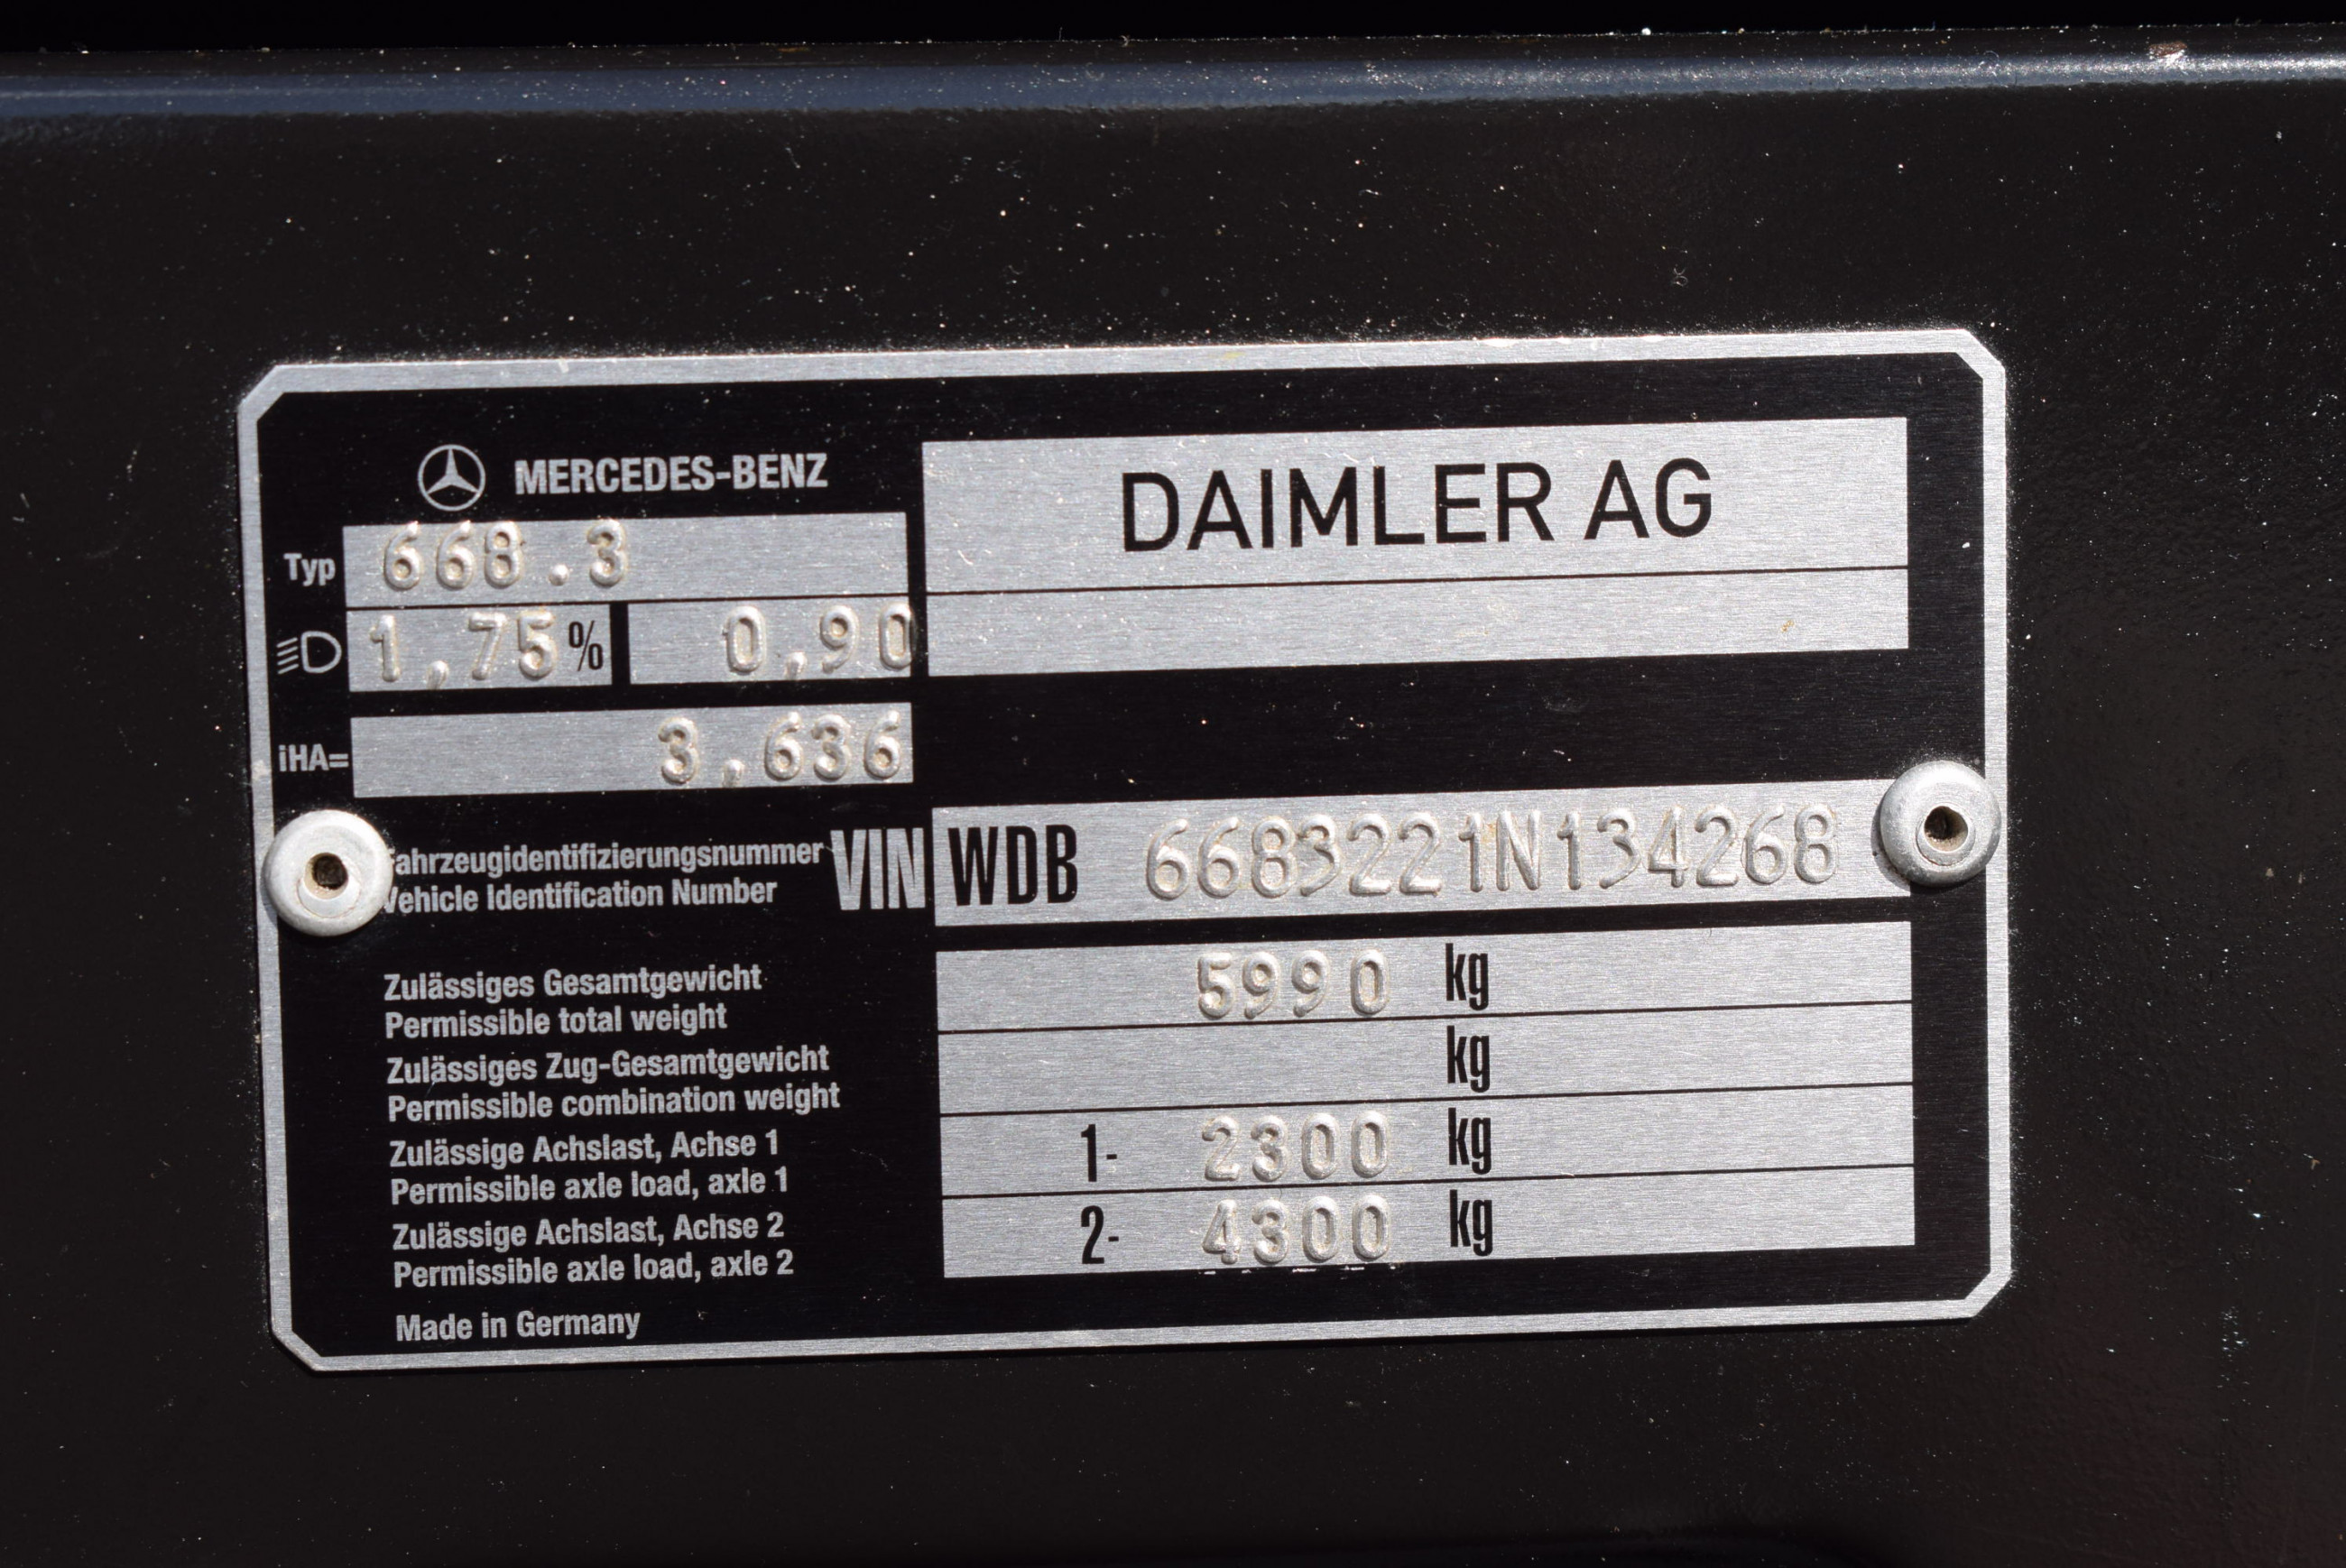 MERCEDES-BENZ
DAIMLER AG
Typ 668.3
1,75% 0,90
iHA= 3,636
Fahrzeugidentifizierungsnummer
Vehicle Identification Number
VIN WDB 6683221N134268
Zulässiges Gesamtgewicht
Permissible total weight
5990 kg
Zulässiges Zug-Gesamtgewicht
Permissible combination weight
kg
Zulässige Achslast, Achse 1
Permissible axle load, axle 1
1- 2300 kg
Zulässige Achslast, Achse 2
Permissible axle load, axle 2
2- 4300 kg
Made in Germany